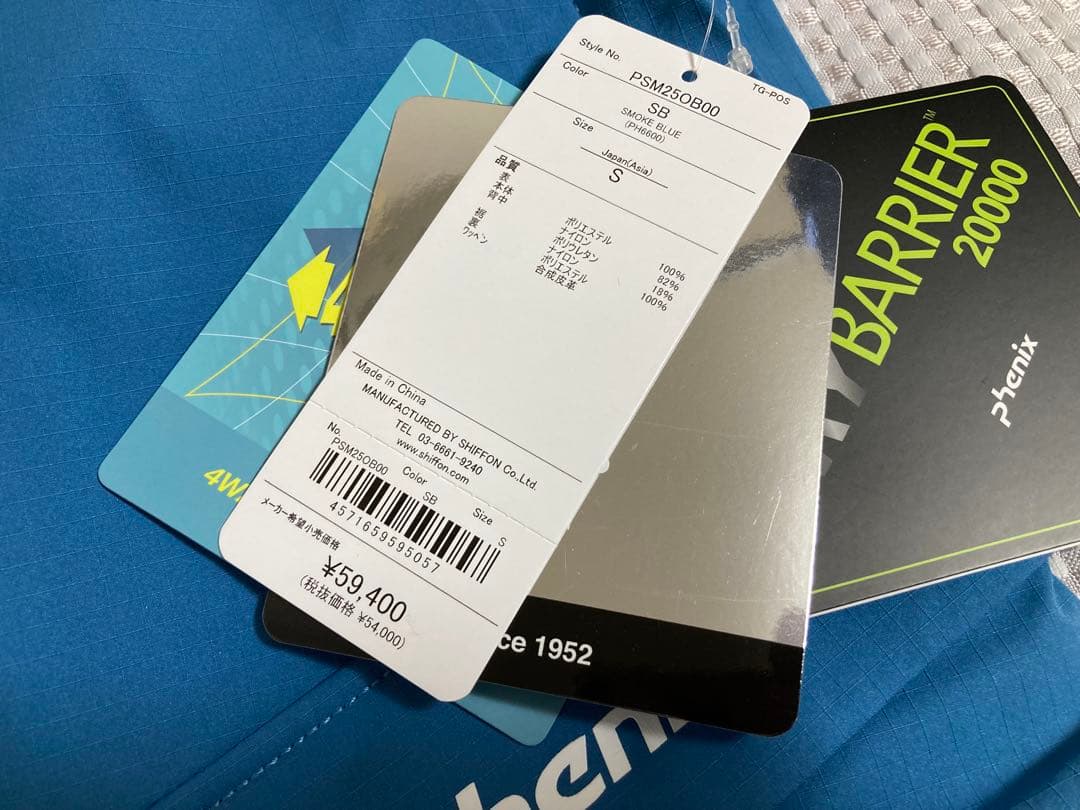 Style No.
PSM25OB00
TG-POS
Color
SB
SMOKE BLUE
(PH6600)
Size
Japan(Asia)
S
品質
表
本体 ポリエステル 100%
背中 ナイロン 82%
ポリウレタン 18%
裾 ナイロン 100%
裏 ポリエステル
ワッペン 合成皮革
Made in China
MANUFACTURED BY SHIFFON Co.,Ltd.
TEL 03-6661-9240
www.shiffon.com
No. Color Size
PSM25OB00 SB S
4571659595057
メーカー希望小売価格
¥59,400
(税抜価格 ¥54,000)
ce 1952
4W
BARRIER™
20000
phenix
phenix